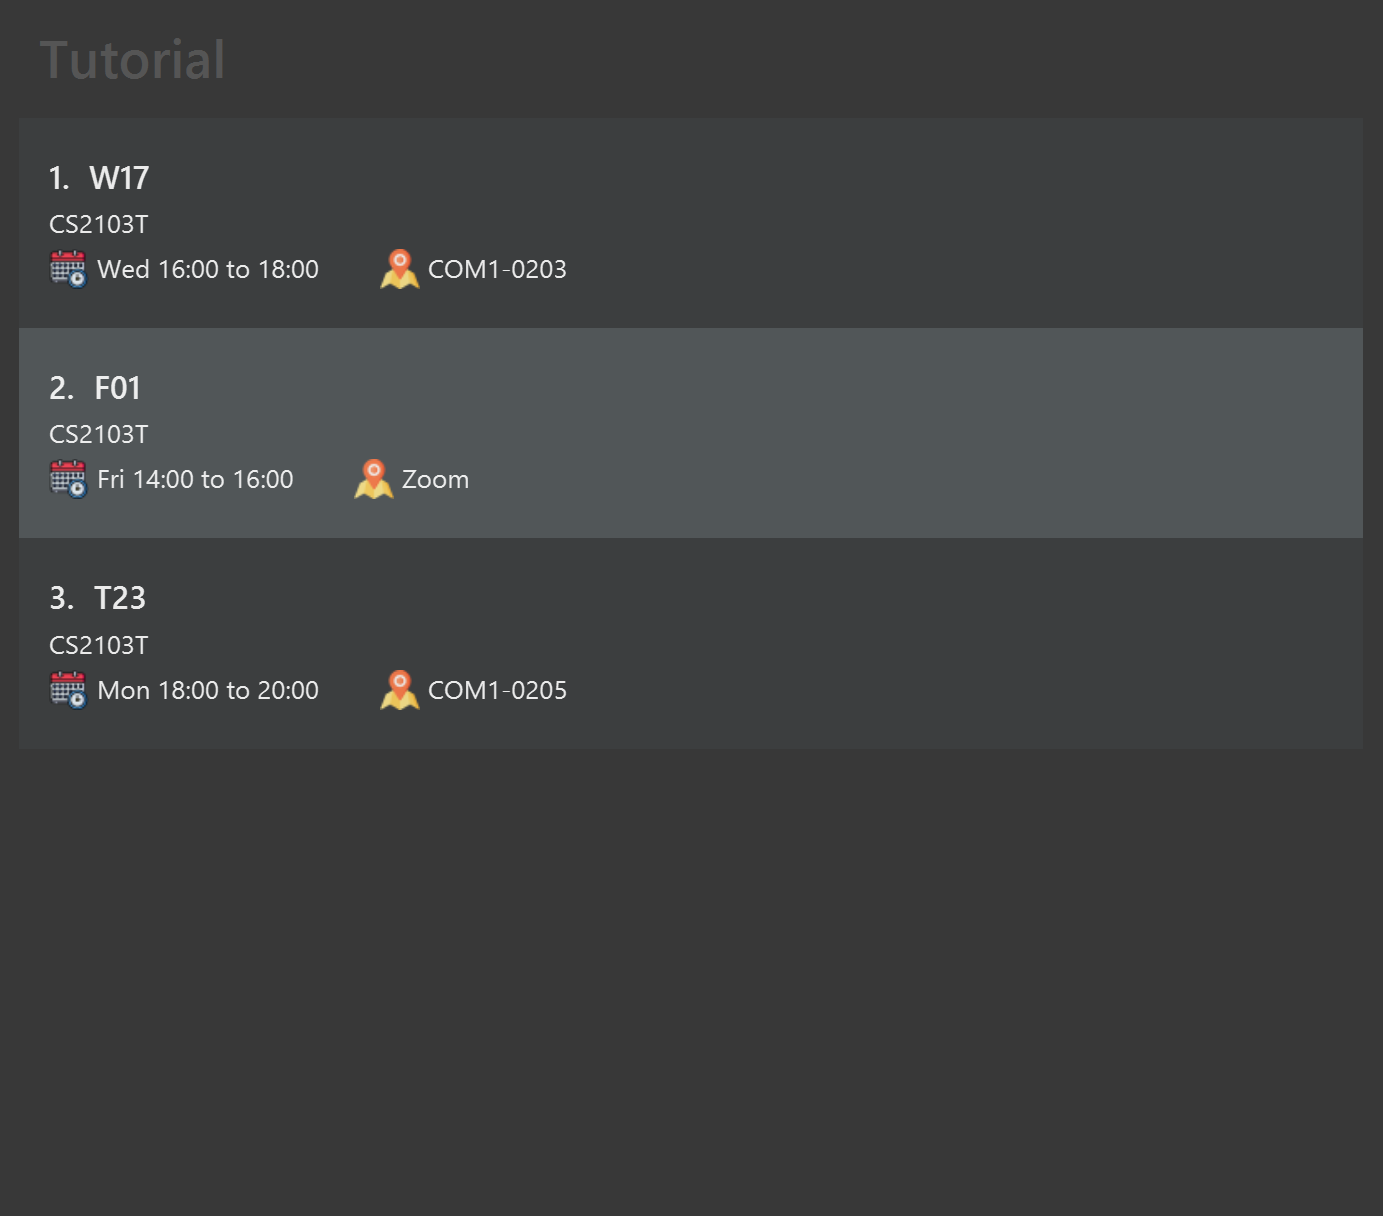 Tutorial
1. W17
CS2103T
Wed 16:00 to 18:00 COM1-0203
2. F01
CS2103T
Fri 14:00 to 16:00 Zoom
3. T23
CS2103T
Mon 18:00 to 20:00 COM1-0205